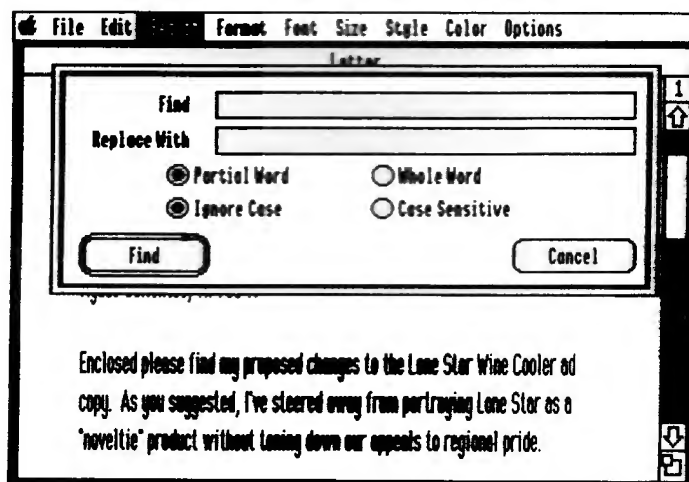 File Edit Format Font Size Style Color Options
Letter
1
Find
Replace With
Partial Word Whole Word
Ignore Case Case Sensitive
Find Cancel
Enclosed please find my proposed changes to the Lone Star Wine Cooler ad
copy. As you suggested, I've steered away from portraying Lone Star as a
"noveltie" product without toning down our appeals to regional pride.